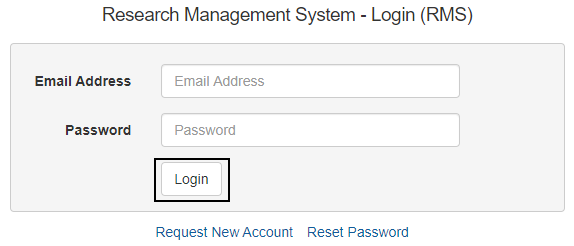 Research Management System - Login (RMS)
Email Address Email Address
Password Password
Login
Request New Account Reset Password